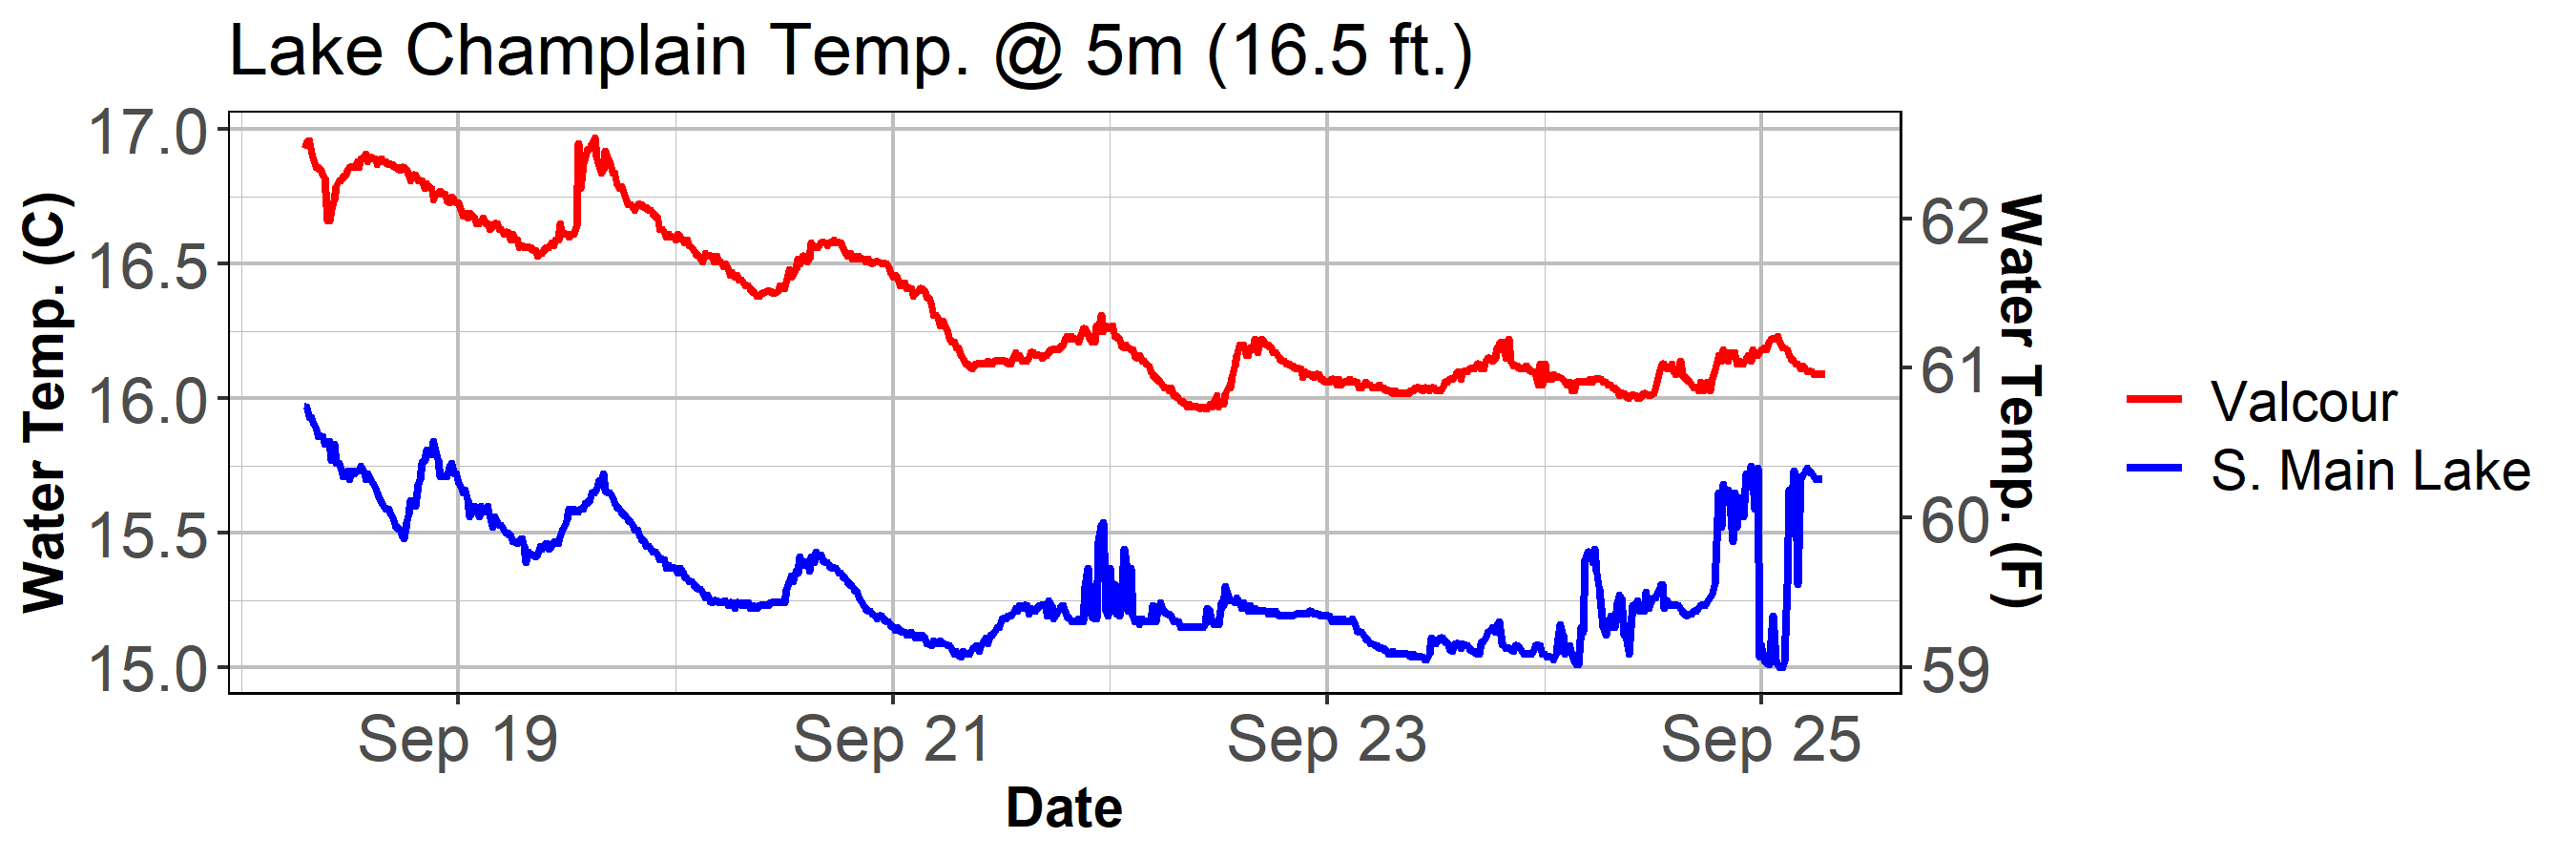 Lake Champlain Temp. @ 5m (16.5 ft.)
17.0
16.5
16.0
15.5
15.0
Water Temp. (C)
62
61
60
59
Water Temp. (F)
Sep 19 Sep 21 Sep 23 Sep 25
Date
Valcour
S. Main Lake